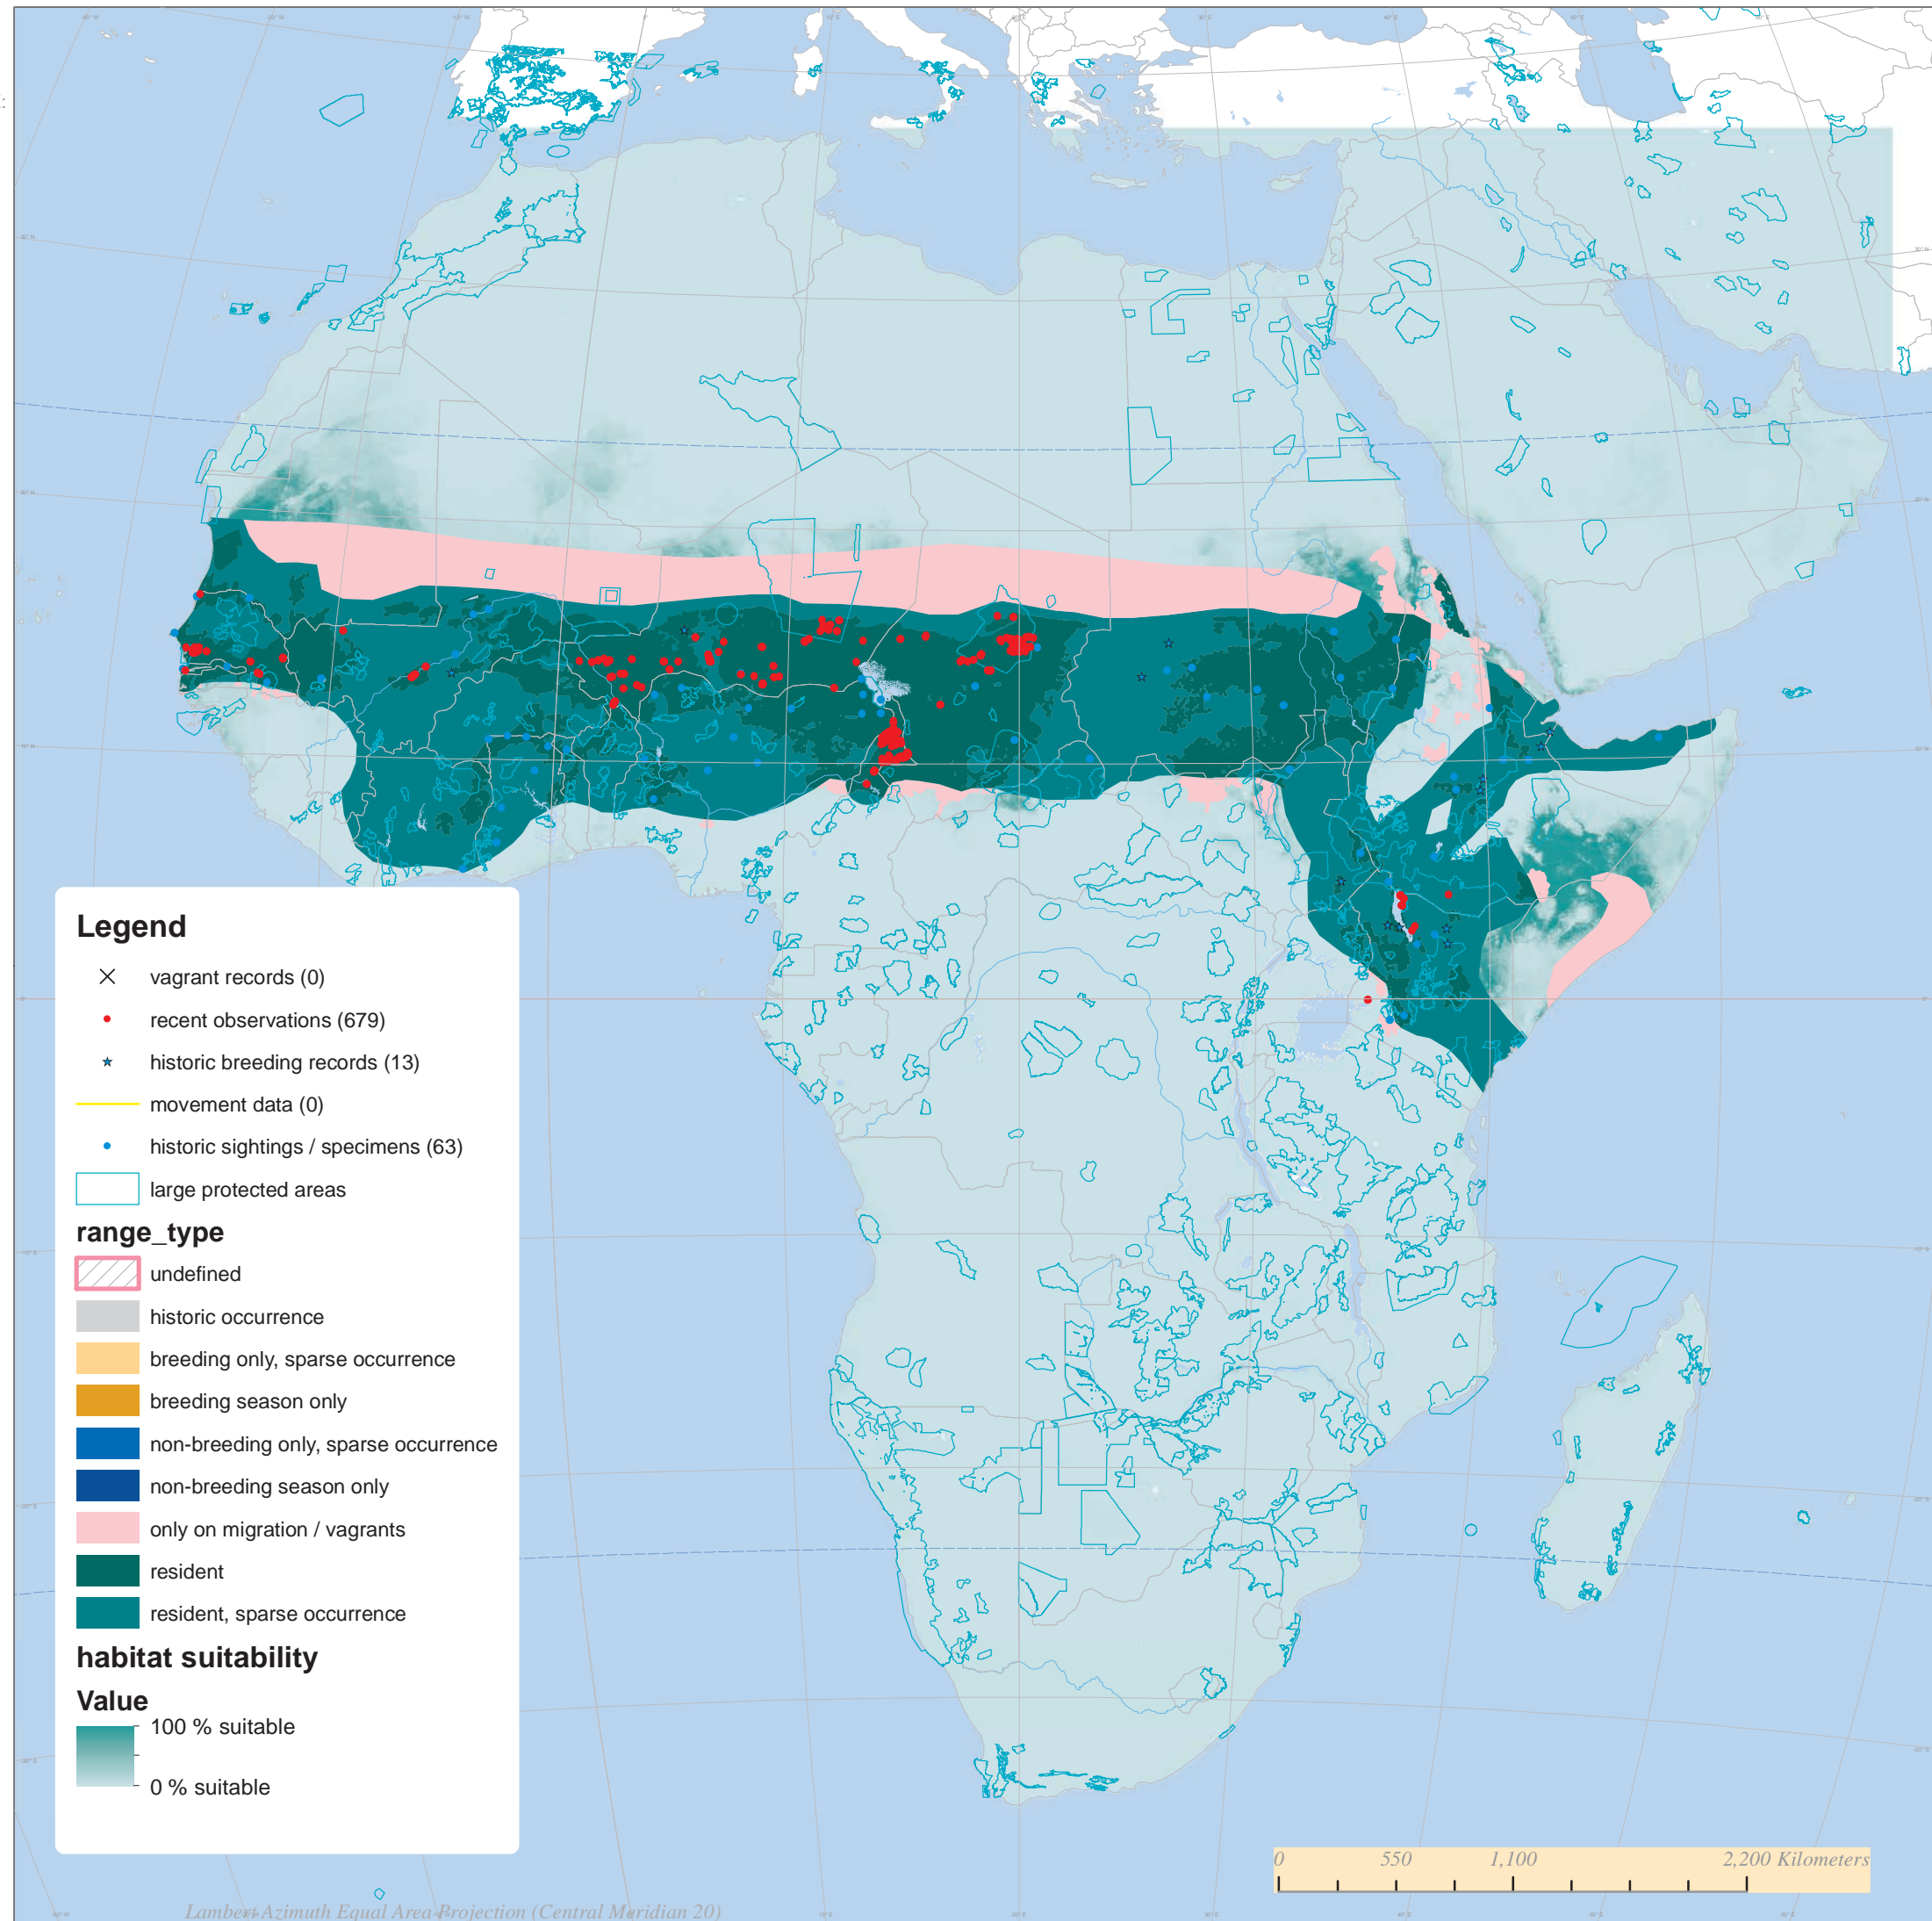 Legend
vagrant records (0)
recent observations (679)
historic breeding records (13)
movement data (0)
historic sightings / specimens (63)
large protected areas
range_type
undefined
historic occurrence
breeding only, sparse occurrence
breeding season only
non-breeding only, sparse occurrence
non-breeding season only
only on migration / vagrants
resident
resident, sparse occurrence
habitat suitability
Value
100 % suitable
0 % suitable
0 550 1,100 2,200 Kilometers
Lambert Azimuth Equal Area Projection (Central Meridian 20)